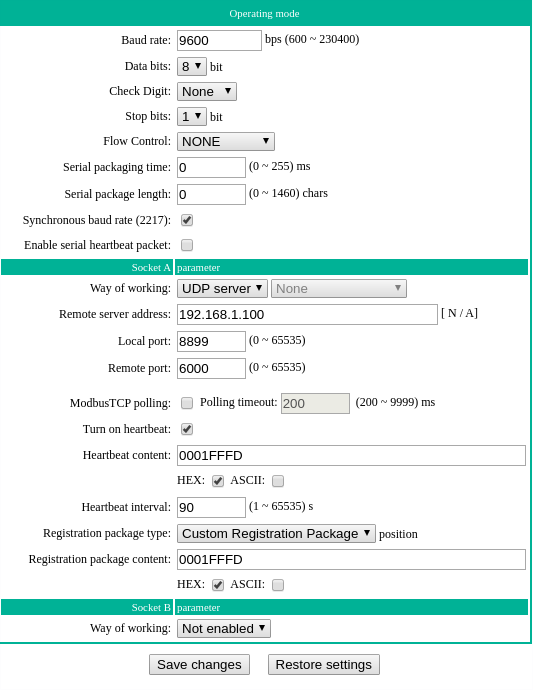 Operating mode
Baud rate: 9600 bps (600 ~ 230400)
Data bits: 8 bit
Check Digit: None
Stop bits: 1 bit
Flow Control: NONE
Serial packaging time: 0 (0 ~ 255) ms
Serial package length: 0 (0 ~ 1460) chars
Synchronous baud rate (2217):
Enable serial heartbeat packet:
Socket A parameter
Way of working: UDP server None
Remote server address: 192.168.1.100 [ N / A]
Local port: 8899 (0 ~ 65535)
Remote port: 6000 (0 ~ 65535)
ModbusTCP polling: Polling timeout: 200 (200 ~ 9999) ms
Turn on heartbeat:
Heartbeat content: 0001FFFD
HEX: ASCII:
Heartbeat interval: 90 (1 ~ 65535) s
Registration package type: Custom Registration Package position
Registration package content: 0001FFFD
HEX: ASCII:
Socket B parameter
Way of working: Not enabled
Save changes Restore settings